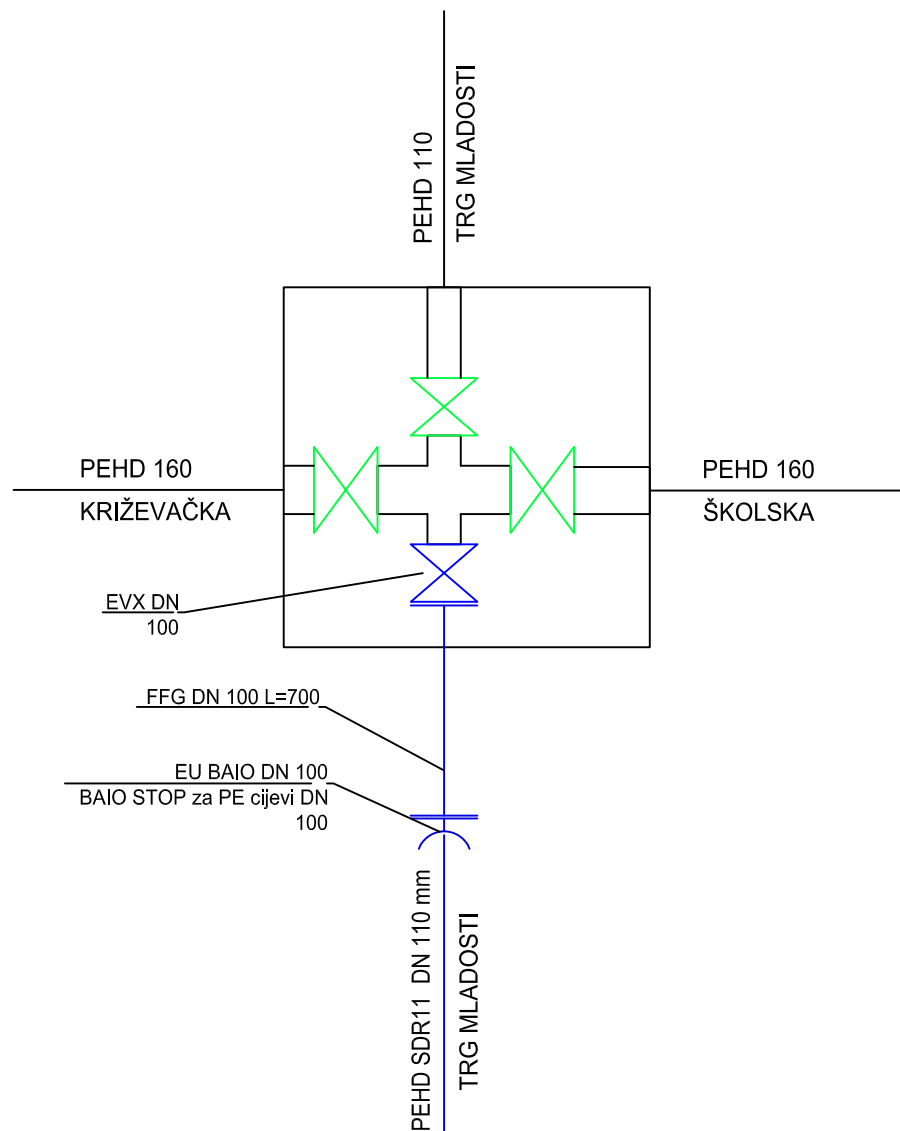 PEHD 110
TRG MLADOSTI
PEHD 160
KRIŽEVAČKA
PEHD 160
ŠKOLSKA
EVX DN
100
FFG DN 100 L=700
EU BAIO DN 100
BAIO STOP za PE cijevi DN
100
PEHD SDR11 DN 110 mm
TRG MLADOSTI